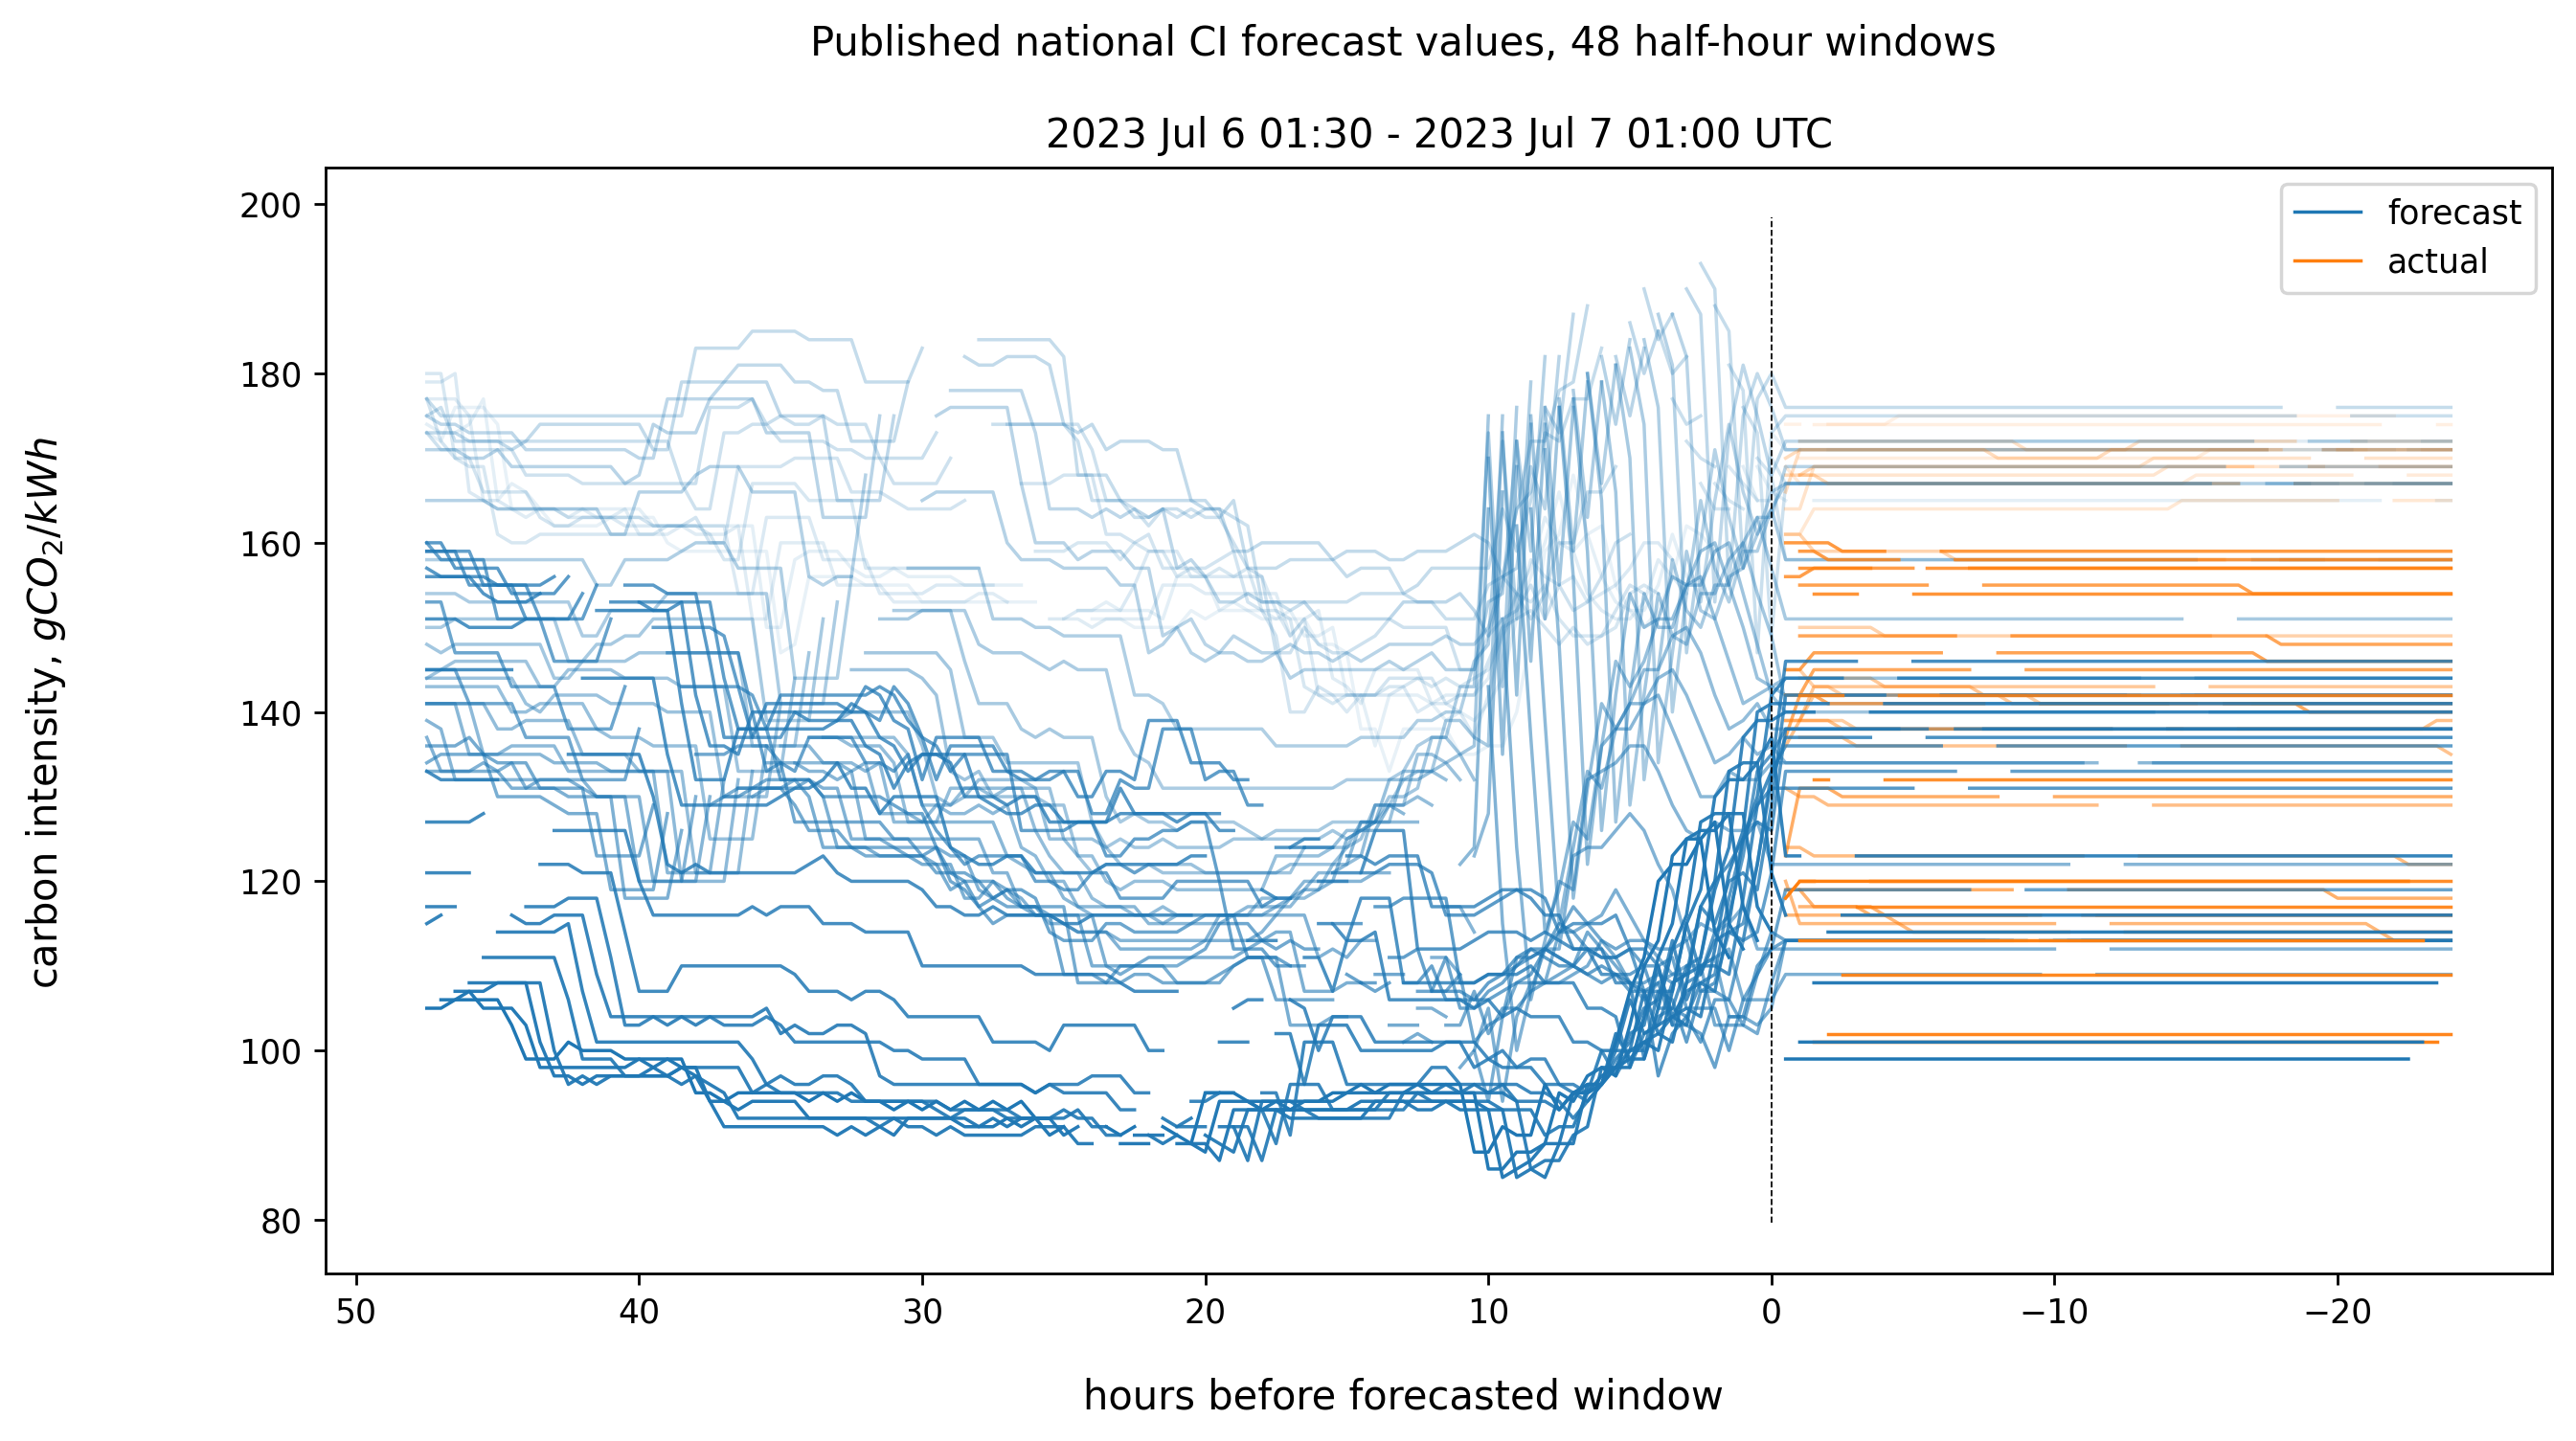 Published national CI forecast values, 48 half-hour windows
2023 Jul 6 01:30 - 2023 Jul 7 01:00 UTC
carbon intensity, gCO₂/kWh
200
180
160
140
120
100
80
forecast
actual
50
40
30
20
10
0
−10
−20
hours before forecasted window